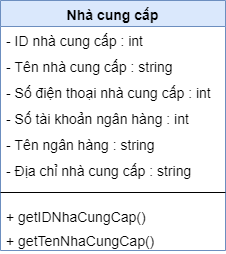 Nhà cung cấp
- ID nhà cung cấp : int
- Tên nhà cung cấp : string
- Số điện thoại nhà cung cấp : int
- Số tài khoản ngân hàng : int
- Tên ngân hàng : string
- Địa chỉ nhà cung cấp : string
+ getIDNhaCungCap()
+ getTenNhaCungCap()